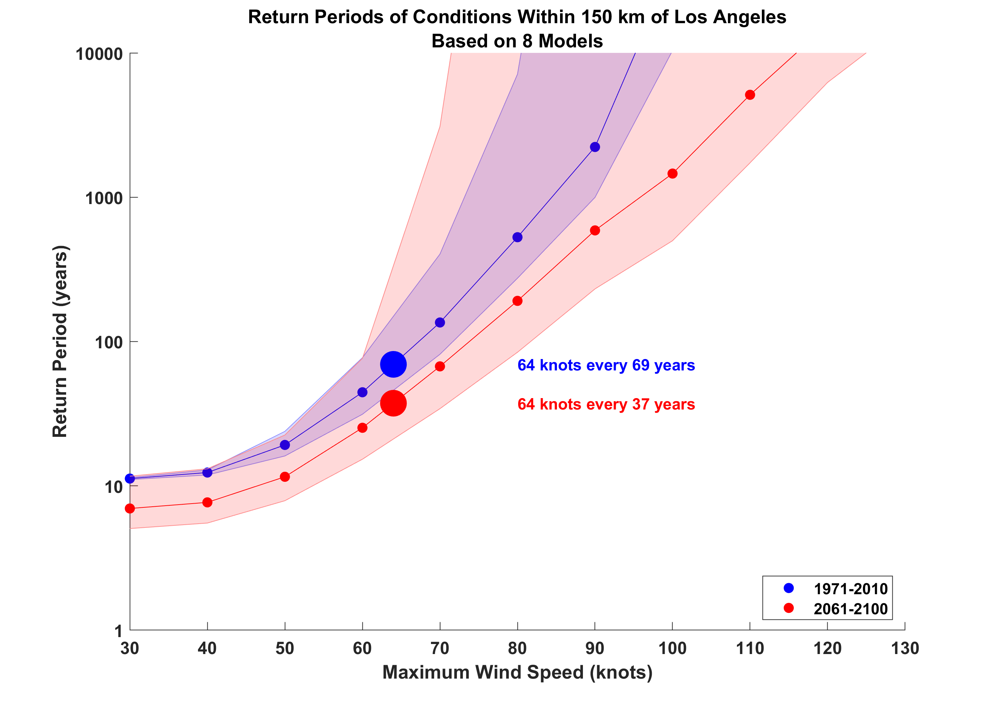 Return Periods of Conditions Within 150 km of Los Angeles
Based on 8 Models
10000
1000
100
10
1
Return Period (years)
64 knots every 69 years
64 knots every 37 years
1971-2010
2061-2100
30 40 50 60 70 80 90 100 110 120 130
Maximum Wind Speed (knots)